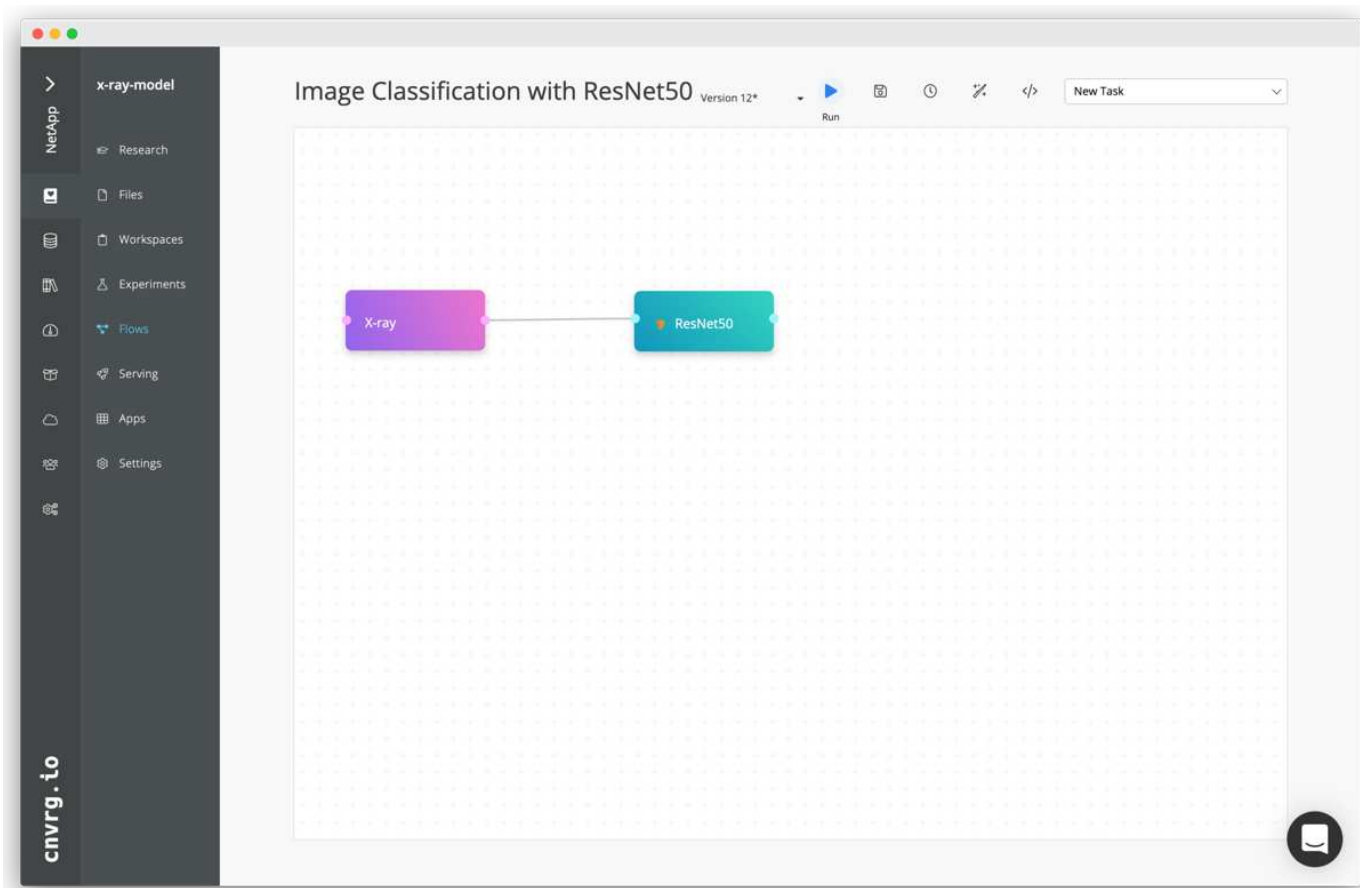 NetApp
cnvrg.io
x-ray-model
Research
Files
Workspaces
Experiments
Flows
Serving
Apps
Settings
Image Classification with ResNet50 Version 12*
Run
</>
New Task
X-ray
ResNet50